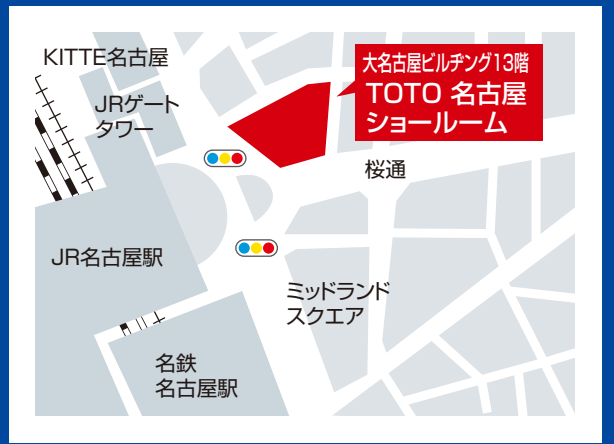 KITTE名古屋
JRゲート
タワー
大名古屋ビルヂング13階
TOTO 名古屋
ショールーム
桜通
JR名古屋駅
ミッドランド
スクエア
名鉄
名古屋駅